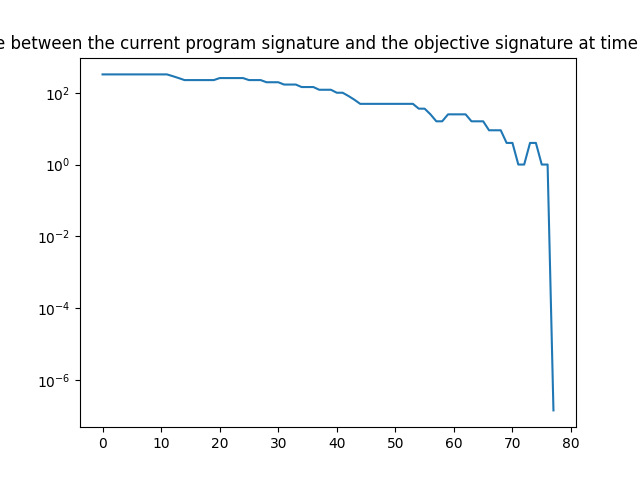 e between the current program signature and the objective signature at time
10²
10⁰
10⁻²
10⁻⁴
10⁻⁶
0 10 20 30 40 50 60 70 80